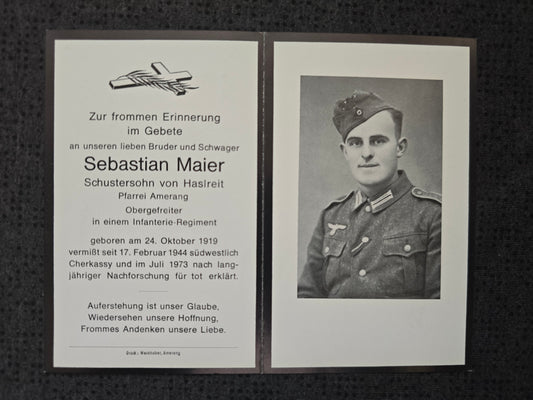 Zur frommen Erinnerung
im Gebete
an unseren lieben Bruder und Schwager
Sebastian Maier
Schustersohn von Haslreit
Pfarrei Amerang
Obergefreiter
in einem Infanterie-Regiment
geboren am 24. Oktober 1919
vermißt seit 17. Februar 1944 südwestlich
Cherkassy und im Juli 1973 nach lang-
jähriger Nachforschung für tot erklärt.
Auferstehung ist unser Glaube,
Wiedersehen unsere Hoffnung,
Frommes Andenken unsere Liebe.
Amerang